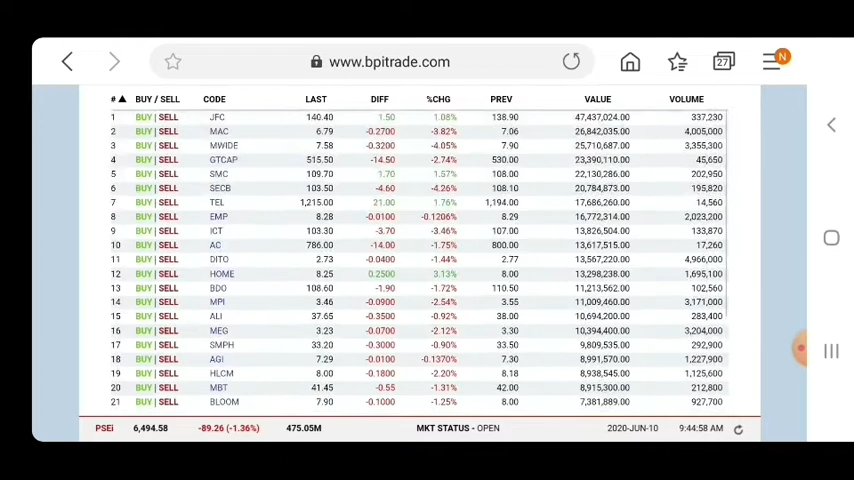 www.bpitrade.com 27 N
# ▲ BUY / SELL CODE LAST DIFF %CHG PREV VALUE VOLUME
1 BUY | SELL JFC 140.40 1.50 1.08% 138.90 47,437,024.00 337,230
2 BUY | SELL MAC 6.79 -0.2700 -3.82% 7.06 26,842,035.00 4,005,000
3 BUY | SELL MWIDE 7.58 -0.3200 -4.05% 7.90 25,710,687.00 3,355,300
4 BUY | SELL GTCAP 515.50 -14.50 -2.74% 530.00 23,390,110.00 45,650
5 BUY | SELL SMC 109.70 1.70 1.57% 108.00 22,130,286.00 202,950
6 BUY | SELL SECB 103.50 -4.60 -4.26% 108.10 20,784,873.00 195,820
7 BUY | SELL TEL 1,215.00 21.00 1.76% 1,194.00 17,686,260.00 14,560
8 BUY | SELL EMP 8.28 -0.0100 -0.1206% 8.29 16,772,314.00 2,023,200
9 BUY | SELL ICT 103.30 -3.70 -3.46% 107.00 13,826,504.00 133,870
10 BUY | SELL AC 786.00 -14.00 -1.75% 800.00 13,617,515.00 17,260
11 BUY | SELL DITO 2.73 -0.0400 -1.44% 2.77 13,567,220.00 4,966,000
12 BUY | SELL HOME 8.25 0.2500 3.13% 8.00 13,298,238.00 1,695,100
13 BUY | SELL BDO 108.60 -1.90 -1.72% 110.50 11,213,562.00 102,560
14 BUY | SELL MPI 3.46 -0.0900 -2.54% 3.55 11,009,460.00 3,171,000
15 BUY | SELL ALI 37.65 -0.3500 -0.92% 38.00 10,694,200.00 283,400
16 BUY | SELL MEG 3.23 -0.0700 -2.12% 3.30 10,394,400.00 3,204,000
17 BUY | SELL SMPH 33.20 -0.3000 -0.90% 33.50 9,809,535.00 292,900
18 BUY | SELL AGI 7.29 -0.0100 -0.1370% 7.30 8,991,570.00 1,227,900
19 BUY | SELL HLCM 8.00 -0.1800 -2.20% 8.18 8,938,545.00 1,125,600
20 BUY | SELL MBT 41.45 -0.55 -1.31% 42.00 8,915,300.00 212,800
21 BUY | SELL BLOOM 7.90 -0.1000 -1.25% 8.00 7,381,889.00 927,700
PSEi 6,494.58 -89.26 (-1.36%) 475.05M MKT STATUS - OPEN 2020-JUN-10 9:44:58 AM